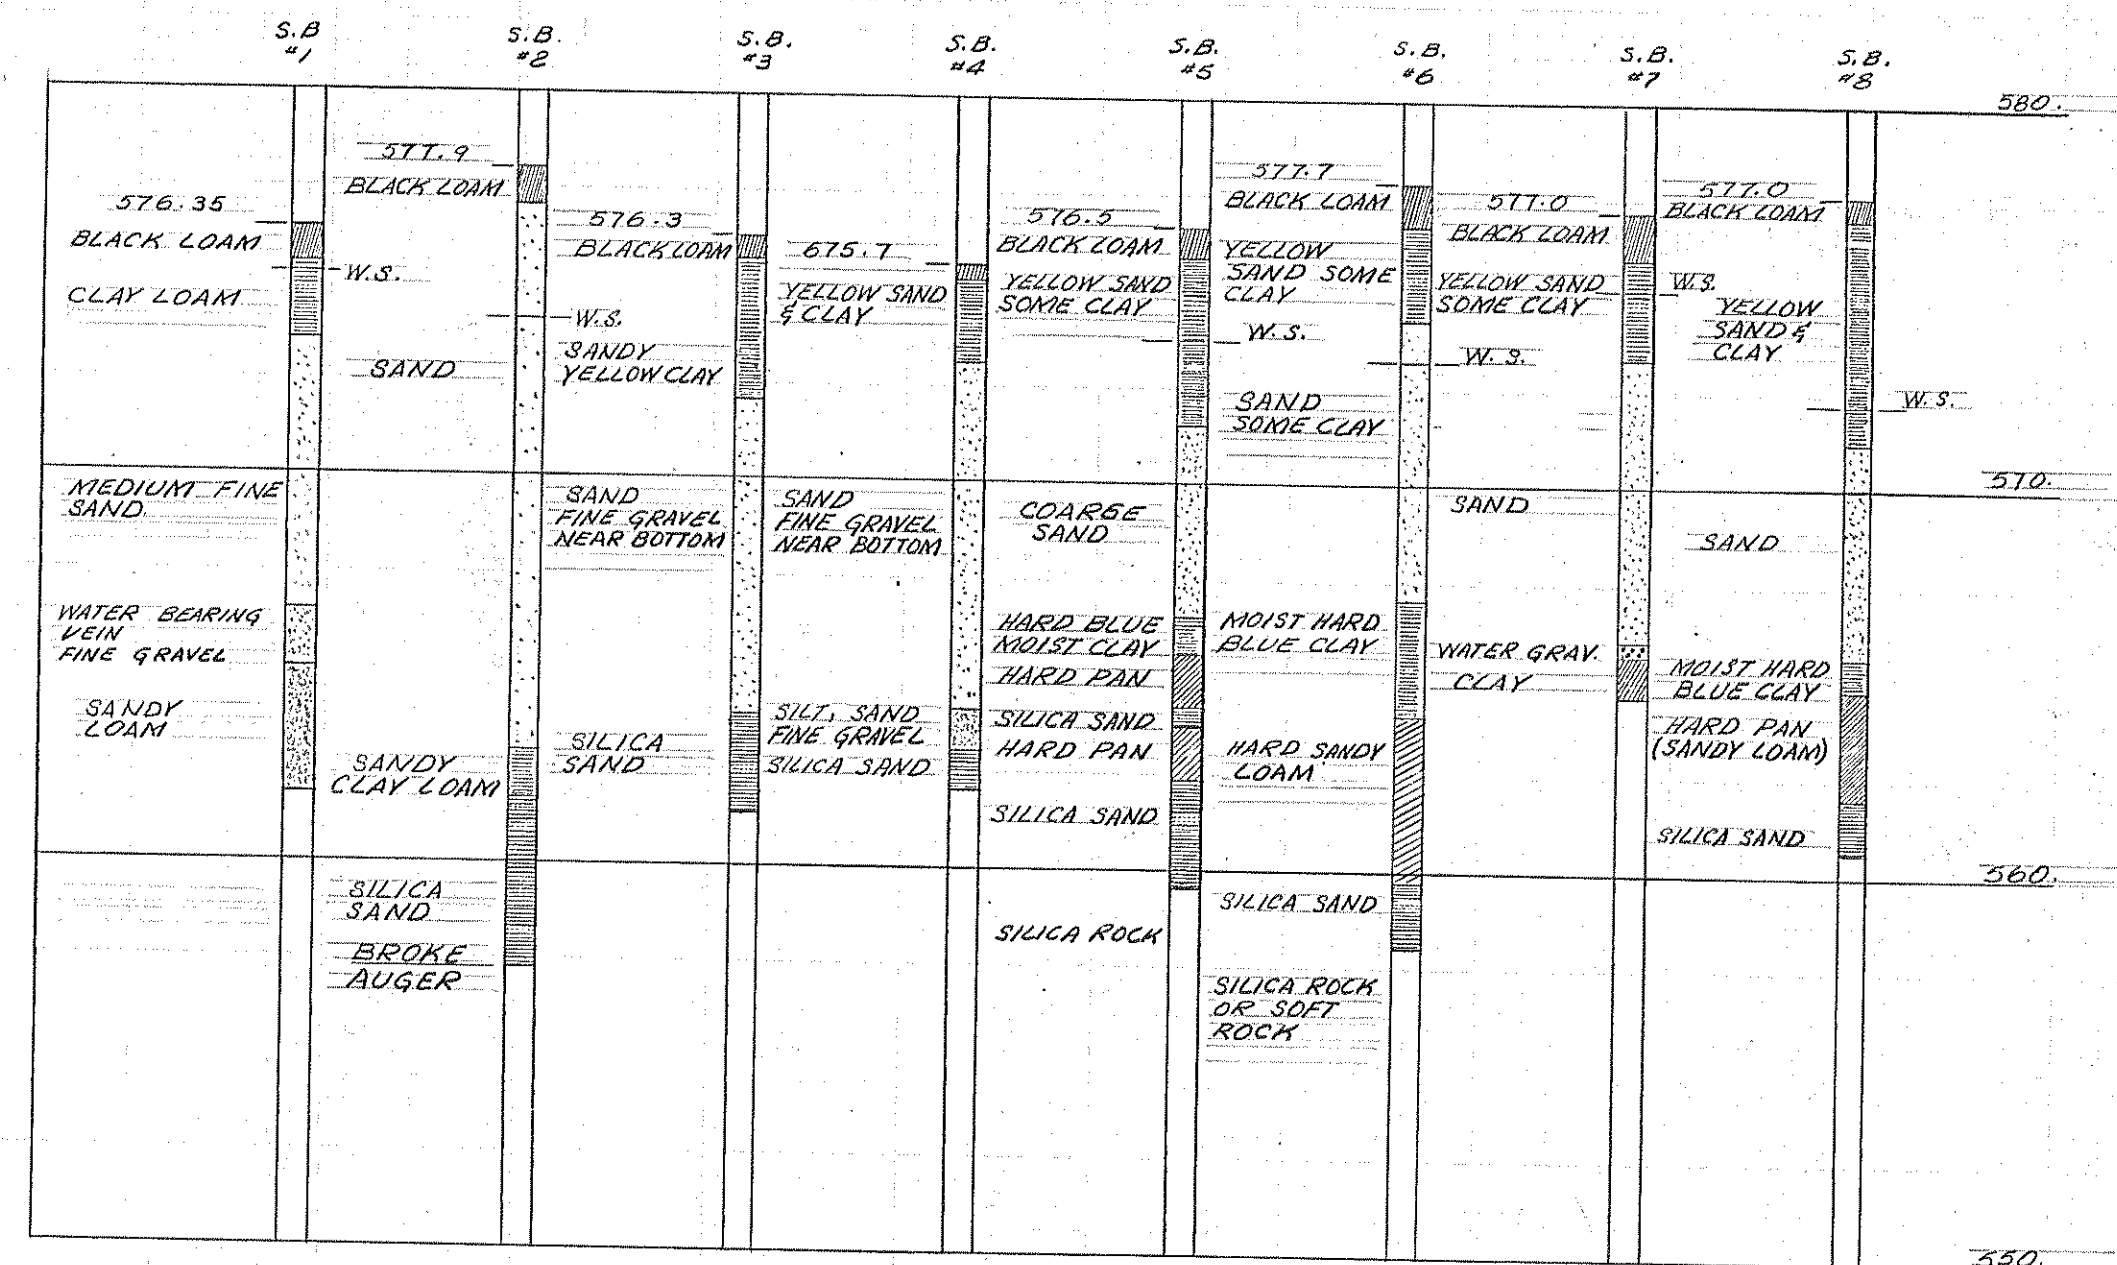 S.B
#1
S.B.
#2
S.B.
#3
S.B.
#4
S.B.
#5
S.B.
#6
S.B.
#7
S.B.
#8
580.
576.35
BLACK LOAM
W.S.
CLAY LOAM
MEDIUM FINE
SAND
WATER BEARING
VEIN
FINE GRAVEL
SANDY
LOAM
577.9
BLACK LOAM
SAND
SANDY
CLAY LOAM
SILICA
SAND
BROKE
AUGER
576.3
BLACK LOAM
W.S.
SANDY
YELLOW CLAY
SAND
FINE GRAVEL
NEAR BOTTOM
SILICA
SAND
675.7
YELLOW SAND
& CLAY
SAND
FINE GRAVEL
NEAR BOTTOM
SILT, SAND
FINE GRAVEL
SILICA SAND
576.5
BLACK LOAM
YELLOW SAND
SOME CLAY
W.S.
COARSE
SAND
HARD BLUE
MOIST CLAY
HARD PAN
SILICA SAND
HARD PAN
SILICA SAND
SILICA ROCK
577.7
BLACK LOAM
YELLOW
SAND SOME
CLAY
W.S.
SAND
SOME CLAY
MOIST HARD
BLUE CLAY
HARD SANDY
LOAM
SILICA SAND
SILICA ROCK
OR SOFT
ROCK
577.0
BLACK LOAM
YELLOW SAND
SOME CLAY
W.S.
SAND
WATER GRAV.
CLAY
577.0
BLACK LOAM
YELLOW
SAND &
CLAY
W.S.
SAND
MOIST HARD
BLUE CLAY
HARD PAN
(SANDY LOAM)
SILICA SAND
570.
560.
550.